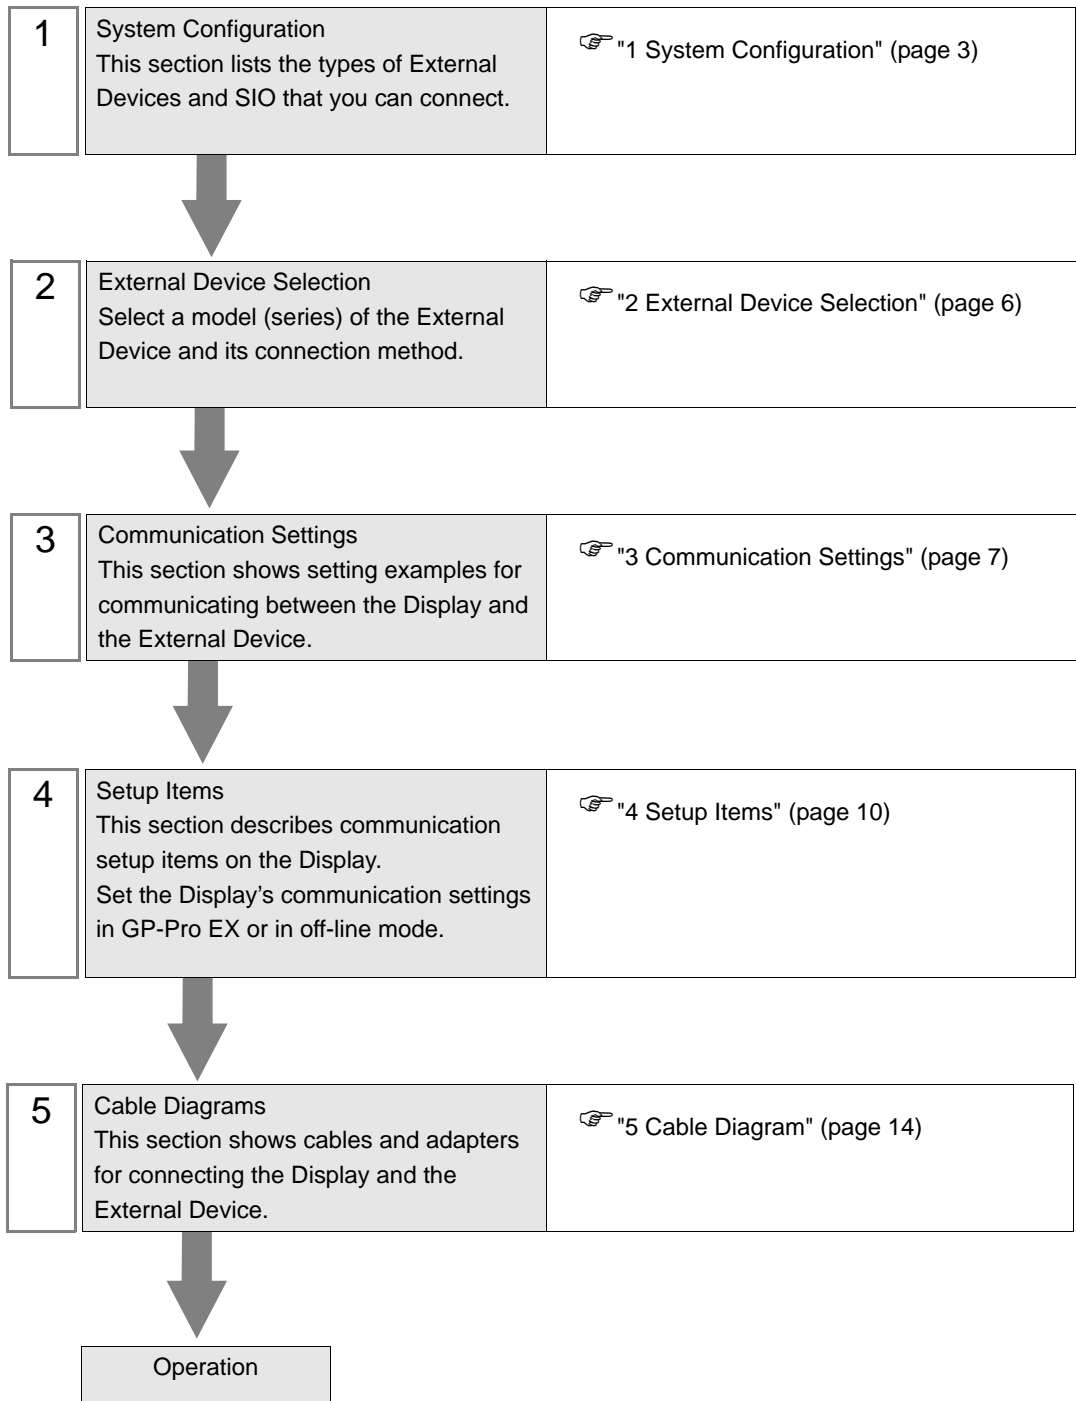 1
System Configuration
This section lists the types of External
Devices and SIO that you can connect.
"1 System Configuration" (page 3)
2
External Device Selection
Select a model (series) of the External
Device and its connection method.
"2 External Device Selection" (page 6)
3
Communication Settings
This section shows setting examples for
communicating between the Display and
the External Device.
"3 Communication Settings" (page 7)
4
Setup Items
This section describes communication
setup items on the Display.
Set the Display's communication settings
in GP-Pro EX or in off-line mode.
"4 Setup Items" (page 10)
5
Cable Diagrams
This section shows cables and adapters
for connecting the Display and the
External Device.
"5 Cable Diagram" (page 14)
Operation